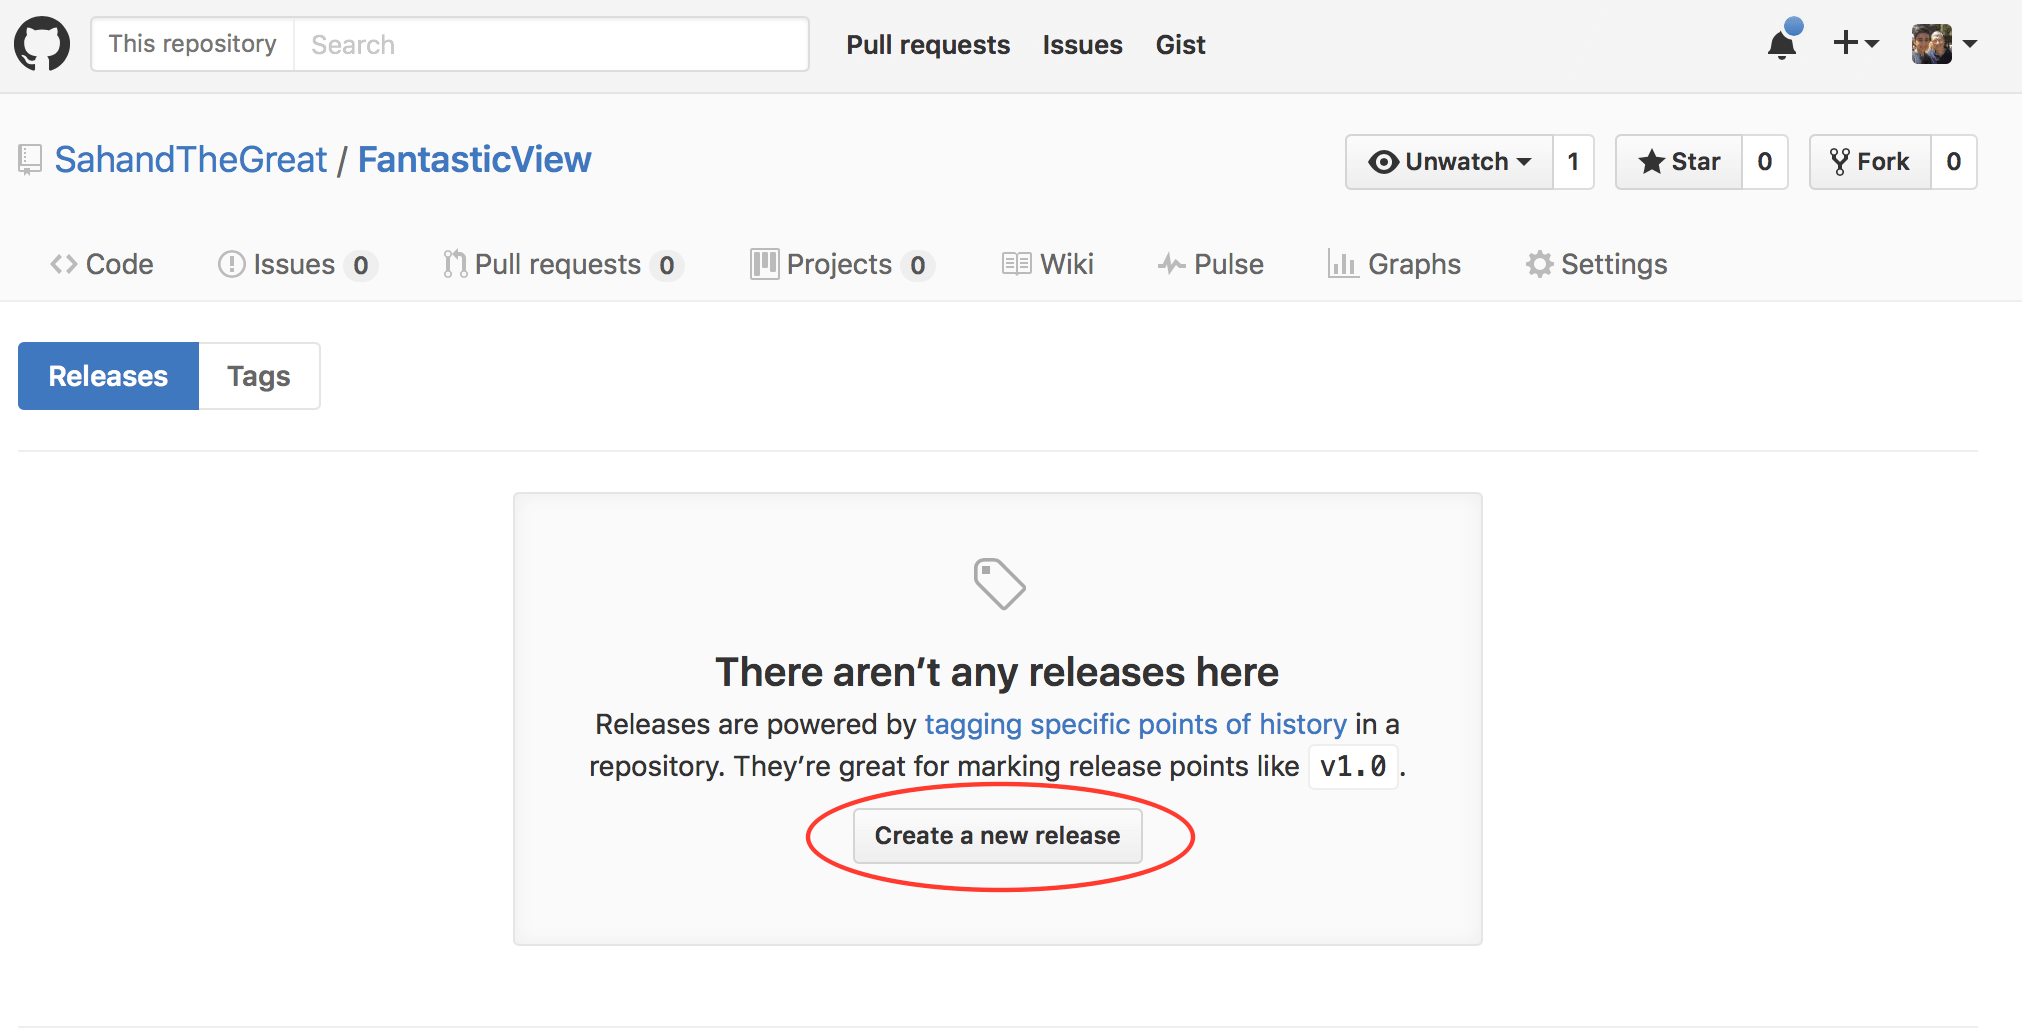 This repository Search Pull requests Issues Gist
SahandTheGreat / FantasticView Unwatch 1 Star 0 Fork 0
Code Issues 0 Pull requests 0 Projects 0 Wiki Pulse Graphs Settings
Releases Tags
There aren’t any releases here
Releases are powered by tagging specific points of history in a
repository. They’re great for marking release points like v1.0 .
Create a new release